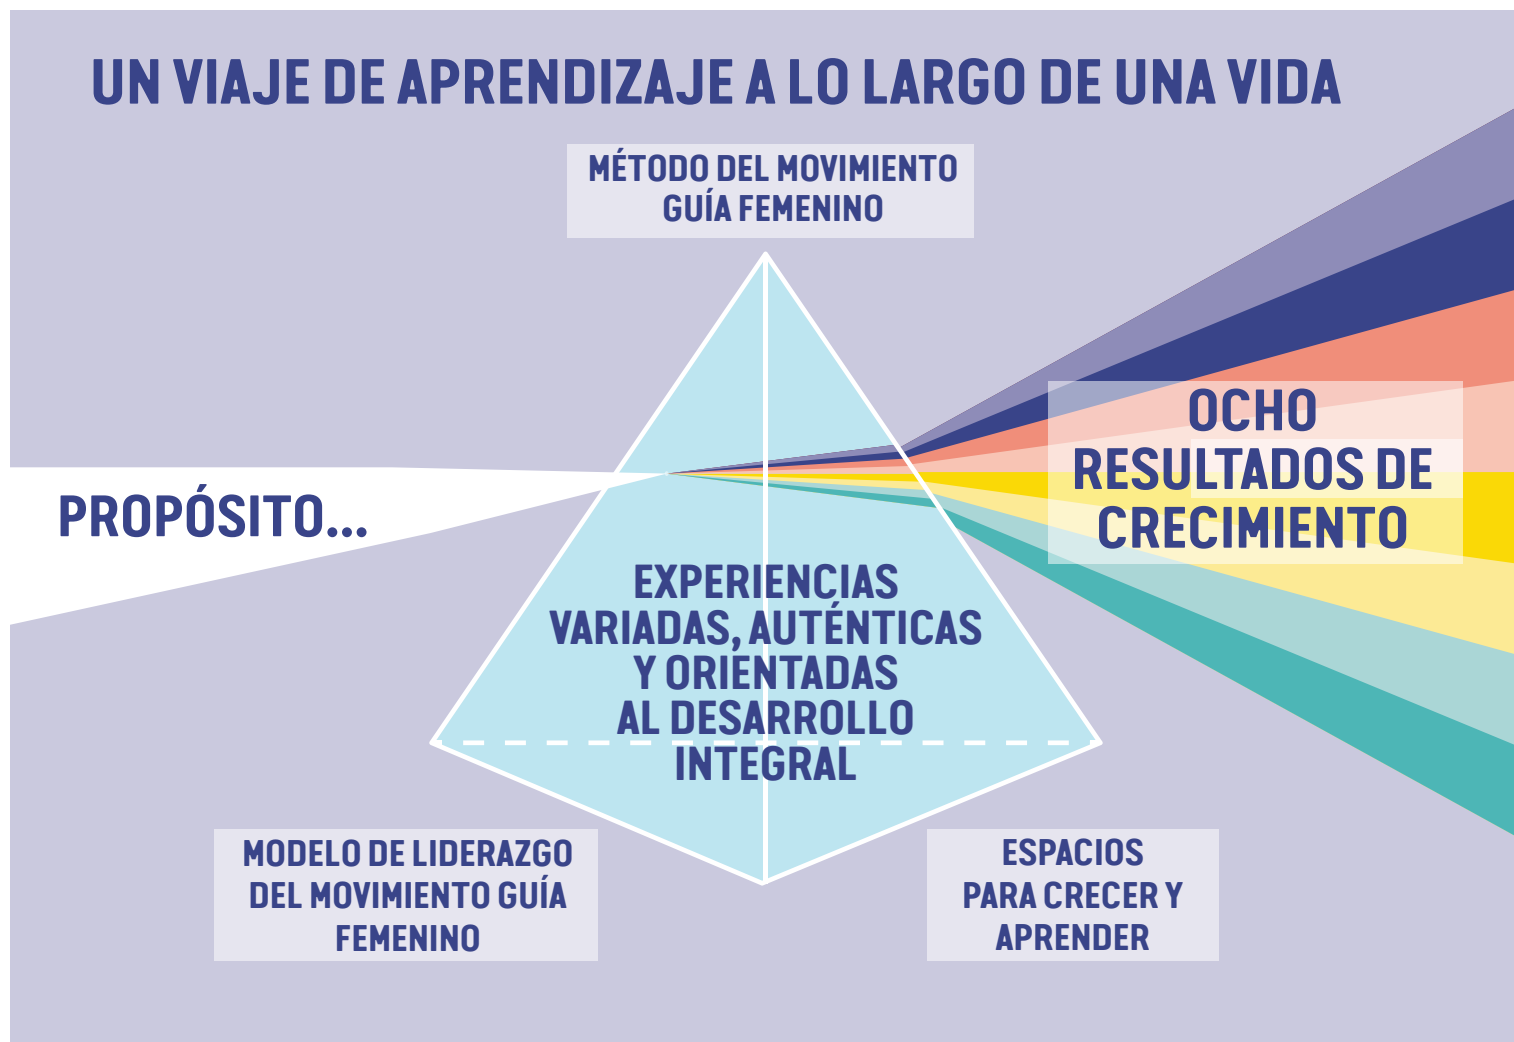 UN VIAJE DE APRENDIZAJE A LO LARGO DE UNA VIDA
MÉTODO DEL MOVIMIENTO
GUÍA FEMENINO
PROPÓSITO...
OCHO
RESULTADOS DE
CRECIMIENTO
EXPERIENCIAS
VARIADAS, AUTÉNTICAS
Y ORIENTADAS
AL DESARROLLO
INTEGRAL
MODELO DE LIDERAZGO
DEL MOVIMIENTO GUÍA
FEMENINO
ESPACIOS
PARA CRECER Y
APRENDER